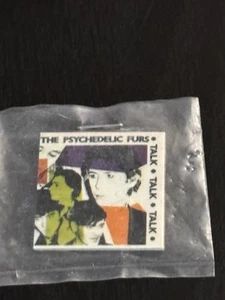 THE PSYCHEDELIC FURS •
TALK • TALK • TALK •